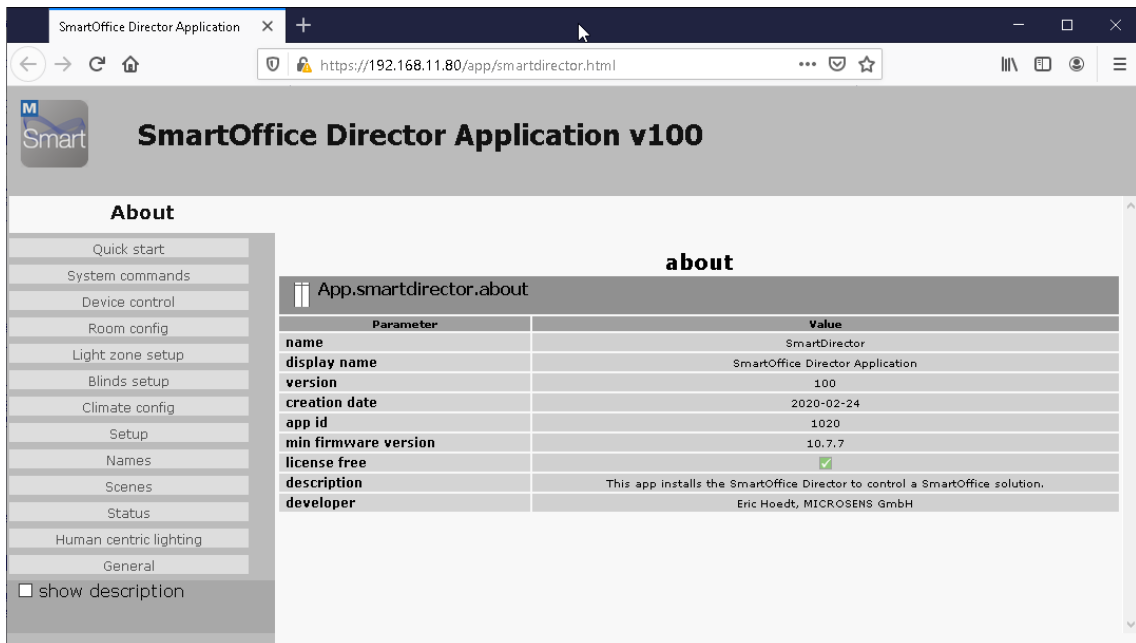 SmartOffice Director Application
https://192.168.11.80/app/smartdirector.html
M
Smart
SmartOffice Director Application v100
About
Quick start
System commands
Device control
Room config
Light zone setup
Blinds setup
Climate config
Setup
Names
Scenes
Status
Human centric lighting
General
show description
about
App.smartdirector.about
Parameter Value
name SmartDirector
display name SmartOffice Director Application
version 100
creation date 2020-02-24
app id 1020
min firmware version 10.7.7
license free
description This app installs the SmartOffice Director to control a SmartOffice solution.
developer Eric Hoedt, MICROSENS GmbH